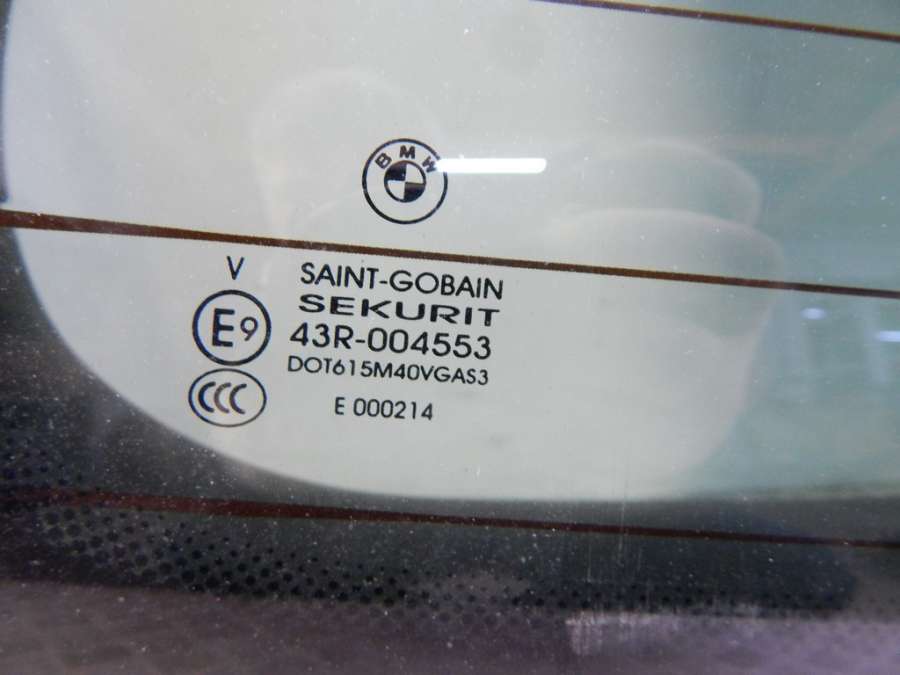 BMW
V
SAINT-GOBAIN
SEKURIT
E9
43R-004553
DOT615M40VGAS3
CCC
E 000214